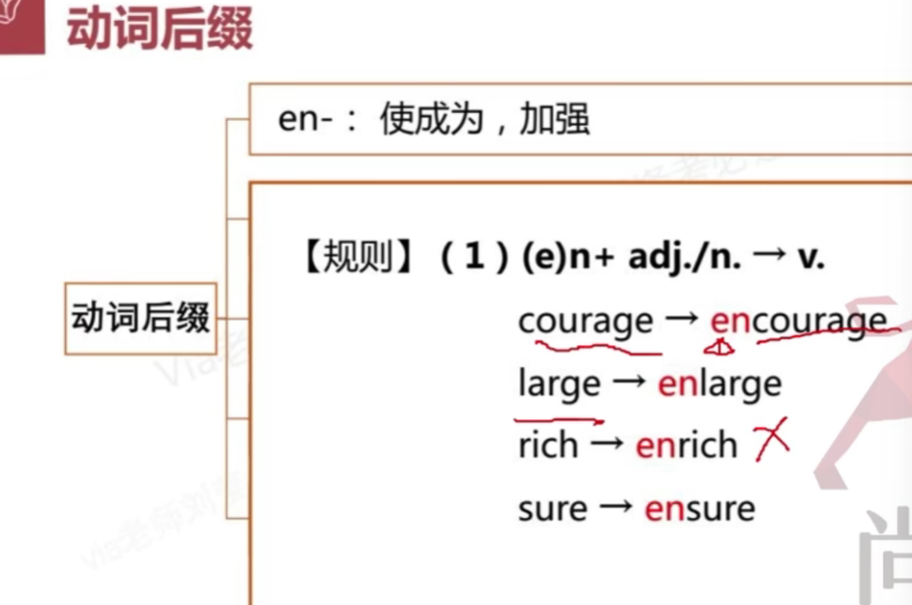 动词后缀
en-： 使成为，加强
【规则】（1）(e)n+ adj./n. → v.
courage → encourage
large → enlarge
动词后缀
rich → enrich
sure → ensure
尚